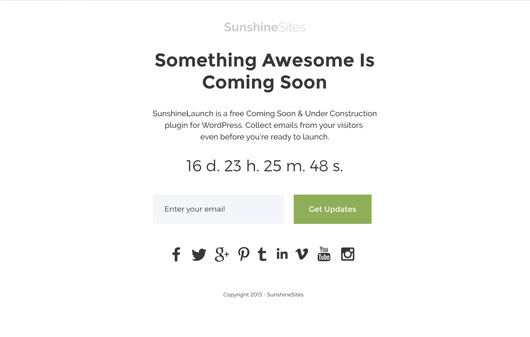 SunshineSites
Something Awesome Is
Coming Soon
SunshineLaunch is a free Coming Soon & Under Construction
plugin for WordPress. Collect emails from your visitors
even before you're ready to launch.
16 d. 23 h. 25 m. 48 s.
Enter your email
Get Updates
You Tube
Copyright 2015 - SunshineSites